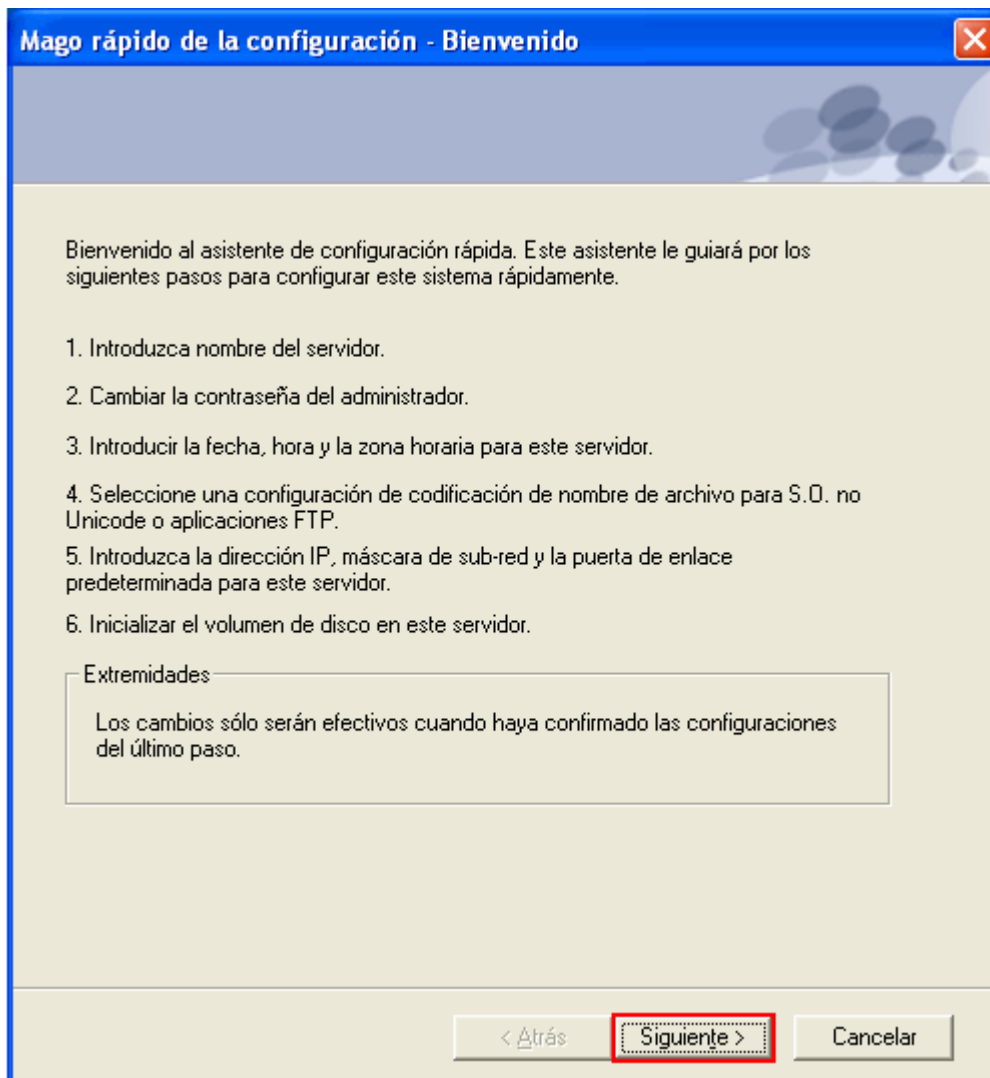 Mago rápido de la configuración - Bienvenido
Bienvenido al asistente de configuración rápida. Este asistente le guiará por los
siguientes pasos para configurar este sistema rápidamente.
1. Introduzca nombre del servidor.
2. Cambiar la contraseña del administrador.
3. Introducir la fecha, hora y la zona horaria para este servidor.
4. Seleccione una configuración de codificación de nombre de archivo para S.O. no
Unicode o aplicaciones FTP.
5. Introduzca la dirección IP, máscara de sub-red y la puerta de enlace
predeterminada para este servidor.
6. Inicializar el volumen de disco en este servidor.
Extremidades
Los cambios sólo serán efectivos cuando haya confirmado las configuraciones
del último paso.
< Atrás Siguiente > Cancelar